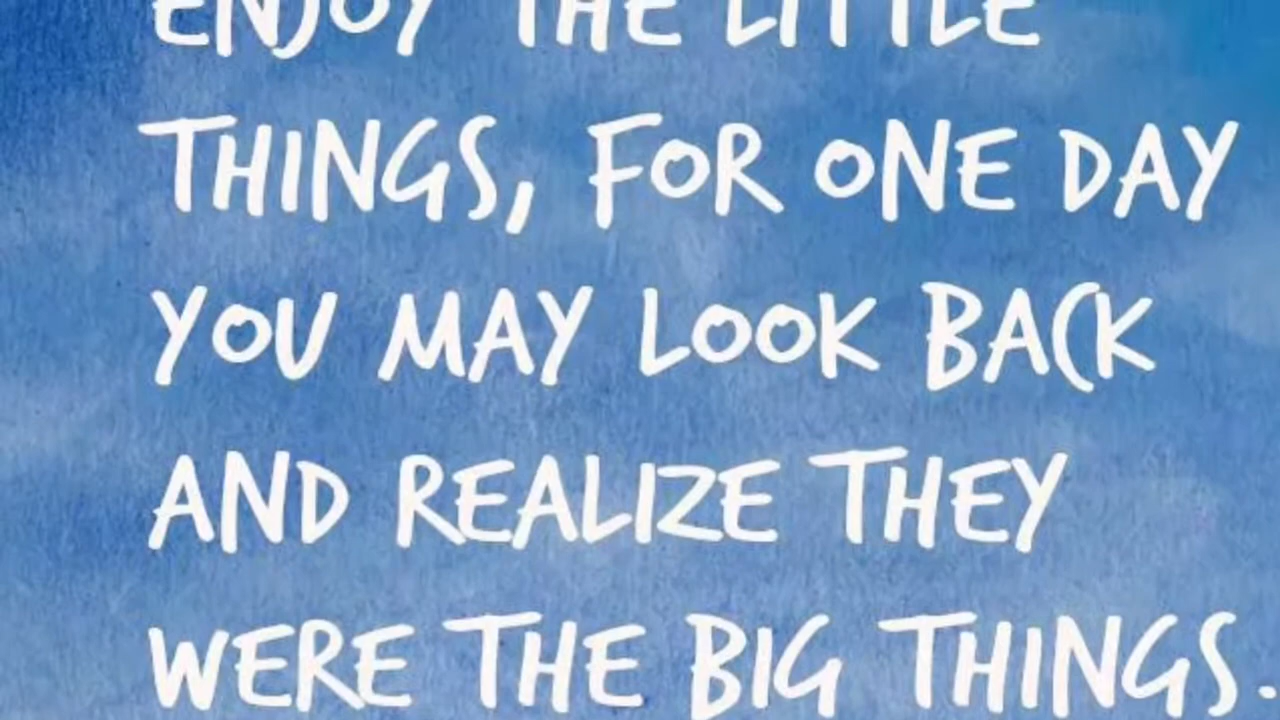 ENJOY THE LITTLE
THINGS, FOR ONE DAY
YOU MAY LOOK BACK
AND REALIZE THEY
WERE THE BIG THINGS.